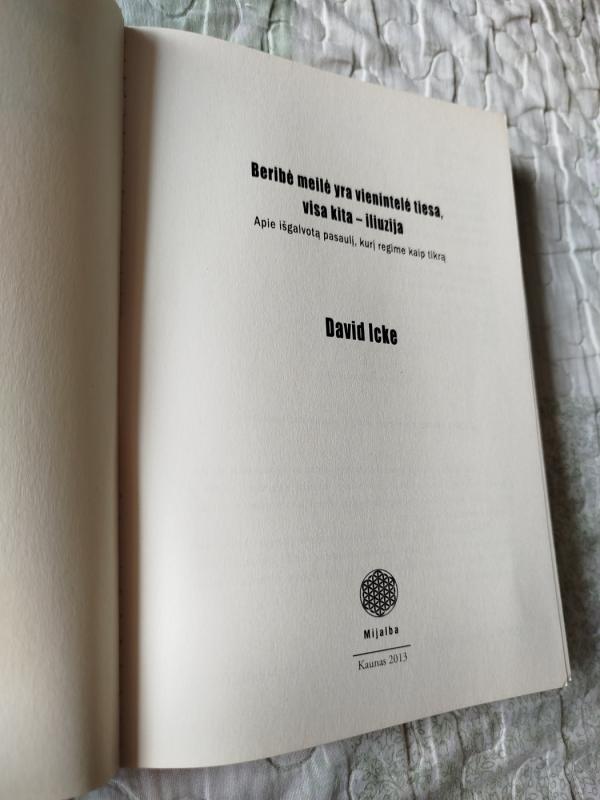 Beribė meilė yra vienintelė tiesa,
visa kita – iliuzija
Apie išgalvotą pasaulį, kurį regime kaip tikrą
David Icke
Mijalba
Kaunas 2013